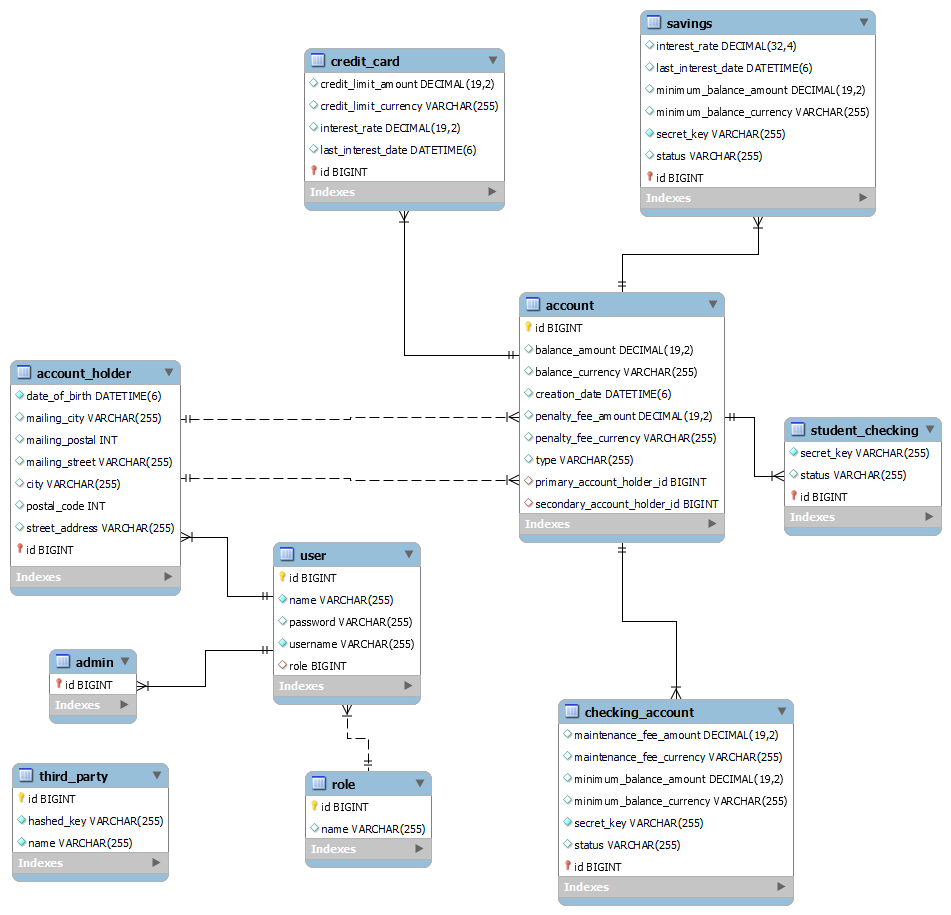 savings
interest_rate DECIMAL(32,4)
last_interest_date DATETIME(6)
minimum_balance_amount DECIMAL(19,2)
minimum_balance_currency VARCHAR(255)
secret_key VARCHAR(255)
status VARCHAR(255)
id BIGINT
Indexes
credit_card
credit_limit_amount DECIMAL(19,2)
credit_limit_currency VARCHAR(255)
interest_rate DECIMAL(19,2)
last_interest_date DATETIME(6)
id BIGINT
Indexes
account
id BIGINT
balance_amount DECIMAL(19,2)
balance_currency VARCHAR(255)
creation_date DATETIME(6)
penalty_fee_amount DECIMAL(19,2)
penalty_fee_currency VARCHAR(255)
type VARCHAR(255)
primary_account_holder_id BIGINT
secondary_account_holder_id BIGINT
Indexes
account_holder
date_of_birth DATETIME(6)
mailing_city VARCHAR(255)
mailing_postal INT
mailing_street VARCHAR(255)
city VARCHAR(255)
postal_code INT
street_address VARCHAR(255)
id BIGINT
Indexes
student_checking
secret_key VARCHAR(255)
status VARCHAR(255)
id BIGINT
Indexes
user
id BIGINT
name VARCHAR(255)
password VARCHAR(255)
username VARCHAR(255)
role BIGINT
Indexes
admin
id BIGINT
Indexes
checking_account
maintenance_fee_amount DECIMAL(19,2)
maintenance_fee_currency VARCHAR(255)
minimum_balance_amount DECIMAL(19,2)
minimum_balance_currency VARCHAR(255)
secret_key VARCHAR(255)
status VARCHAR(255)
id BIGINT
Indexes
third_party
id BIGINT
hashed_key VARCHAR(255)
name VARCHAR(255)
Indexes
role
id BIGINT
name VARCHAR(255)
Indexes